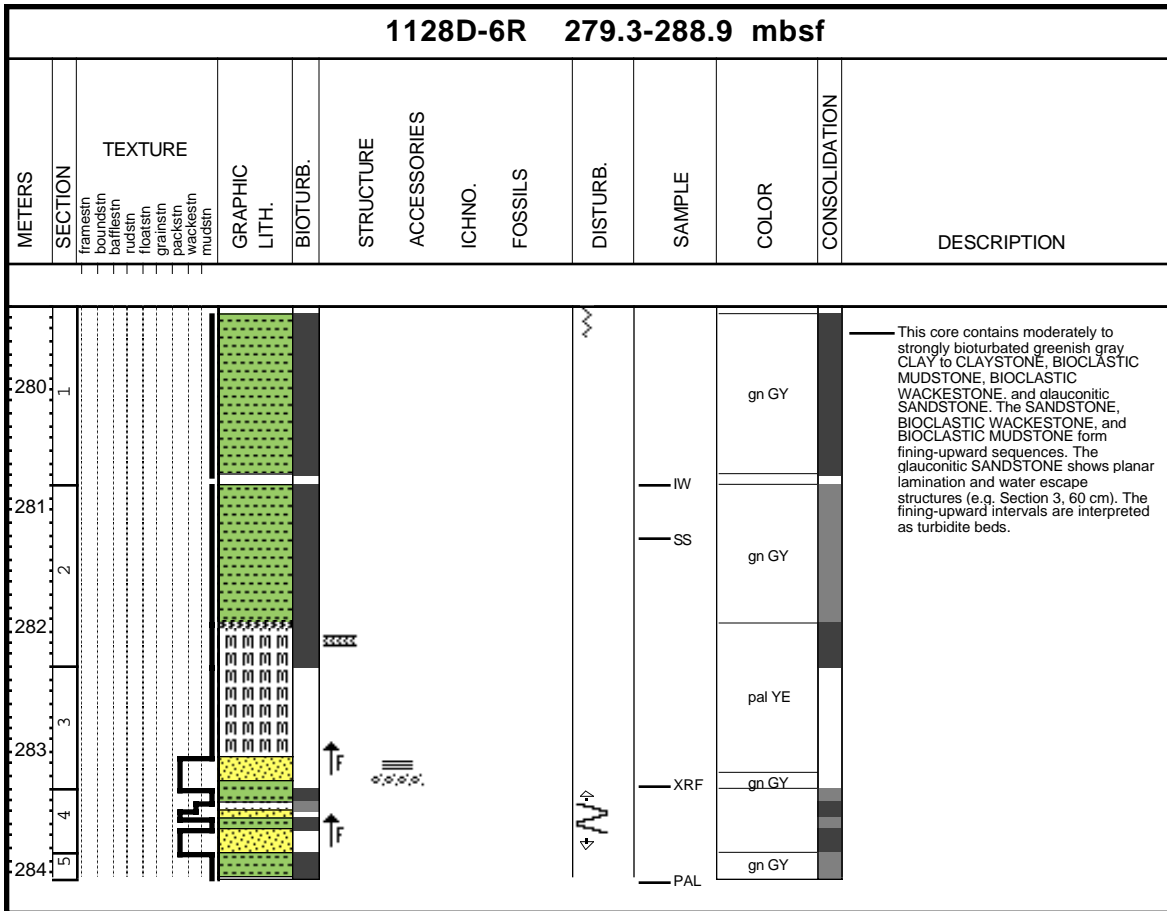 1128D-6R 279.3-288.9 mbsf
METERS
SECTION
TEXTURE
framestn
boundstn
bafflestn
rudstn
floatstn
grainstn
packstn
wackestn
mudstn
GRAPHIC
LITH.
BIOTURB.
STRUCTURE
ACCESSORIES
ICHNO.
FOSSILS
DISTURB.
SAMPLE
COLOR
CONSOLIDATION
DESCRIPTION
This core contains moderately to
strongly bioturbated greenish gray
CLAY to CLAYSTONE, BIOCLASTIC
MUDSTONE, BIOCLASTIC
WACKESTONE, and glauconitic
SANDSTONE. The SANDSTONE,
BIOCLASTIC WACKESTONE, and
BIOCLASTIC MUDSTONE form
fining-upward sequences. The
glauconitic SANDSTONE shows planar
lamination and water escape
structures (e.g. Section 3, 60 cm). The
fining-upward intervals are interpreted
as turbidite beds.
280
1
gn GY
IW
281
SS
2
gn GY
282
m m m m
m m m m
m m m m
m m m m
m m m m
m m m m
m m m m
3
pal YE
283
F
gn GY
XRF
4
F
5
gn GY
284
PAL